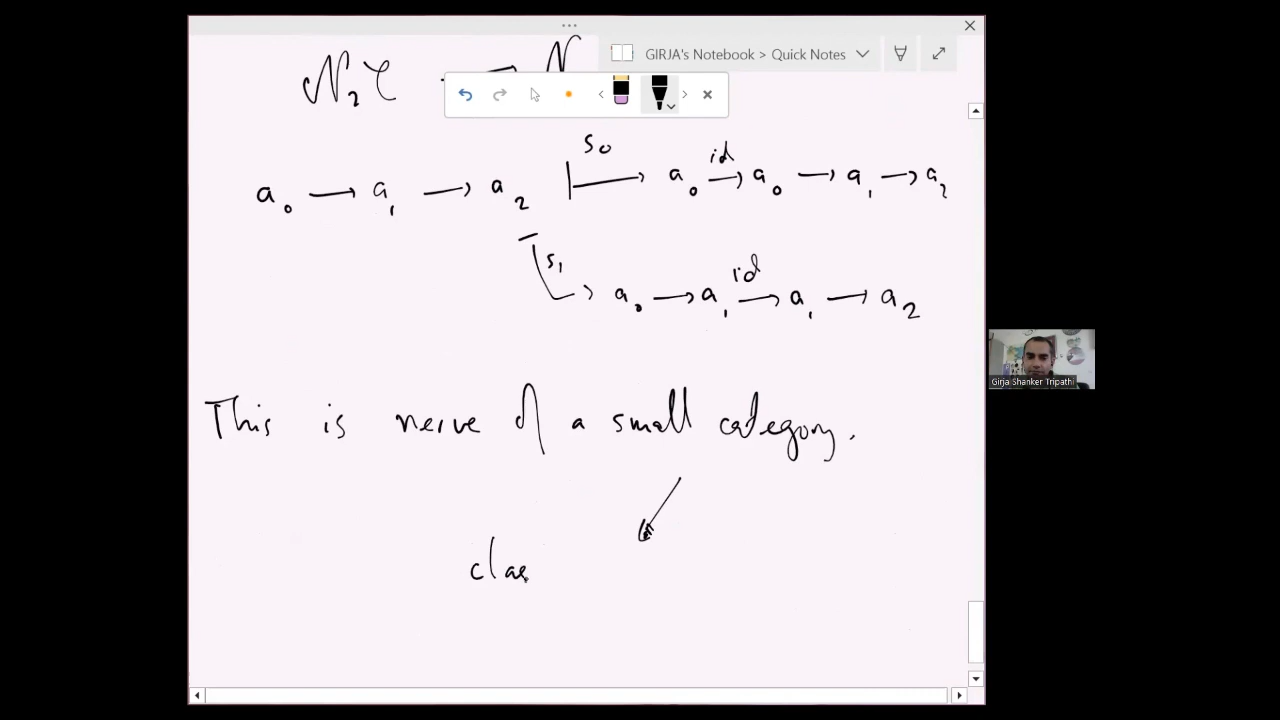 GIRJA's Notebook > Quick Notes
N₂C → N
a₀ → a₁ → a₂ ↦ s₀ a₀ →id a₀ → a₁ → a₂
s₁ a₀ → a₁ →id a₁ → a₂
This is nerve of a small category.
clas
Girja Shanker Tripathi